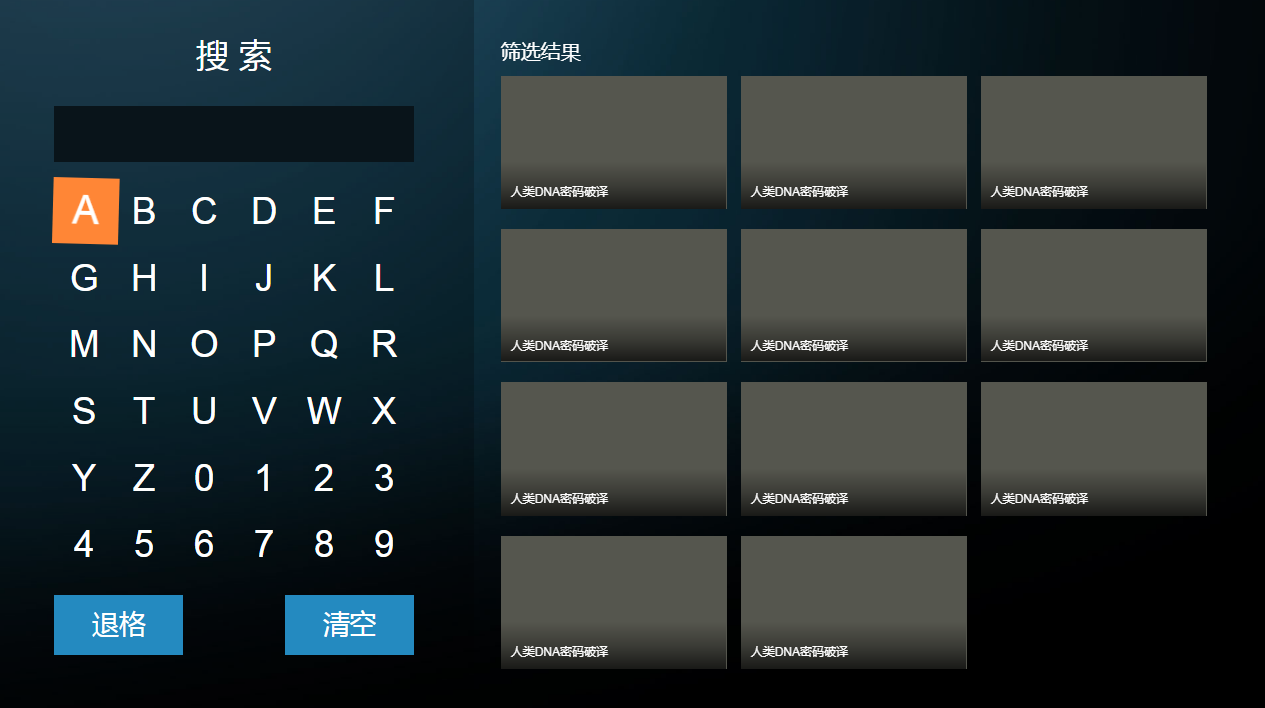 搜 索
A B C D E F
G H I J K L
M N O P Q R
S T U V W X
Y Z 0 1 2 3
4 5 6 7 8 9
退格 清空
筛选结果
人类DNA密码破译 人类DNA密码破译 人类DNA密码破译
人类DNA密码破译 人类DNA密码破译 人类DNA密码破译
人类DNA密码破译 人类DNA密码破译 人类DNA密码破译
人类DNA密码破译 人类DNA密码破译